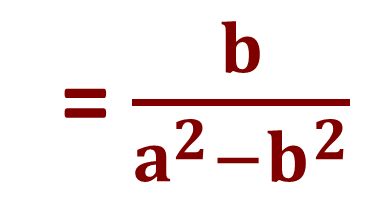 = b
a² – b²